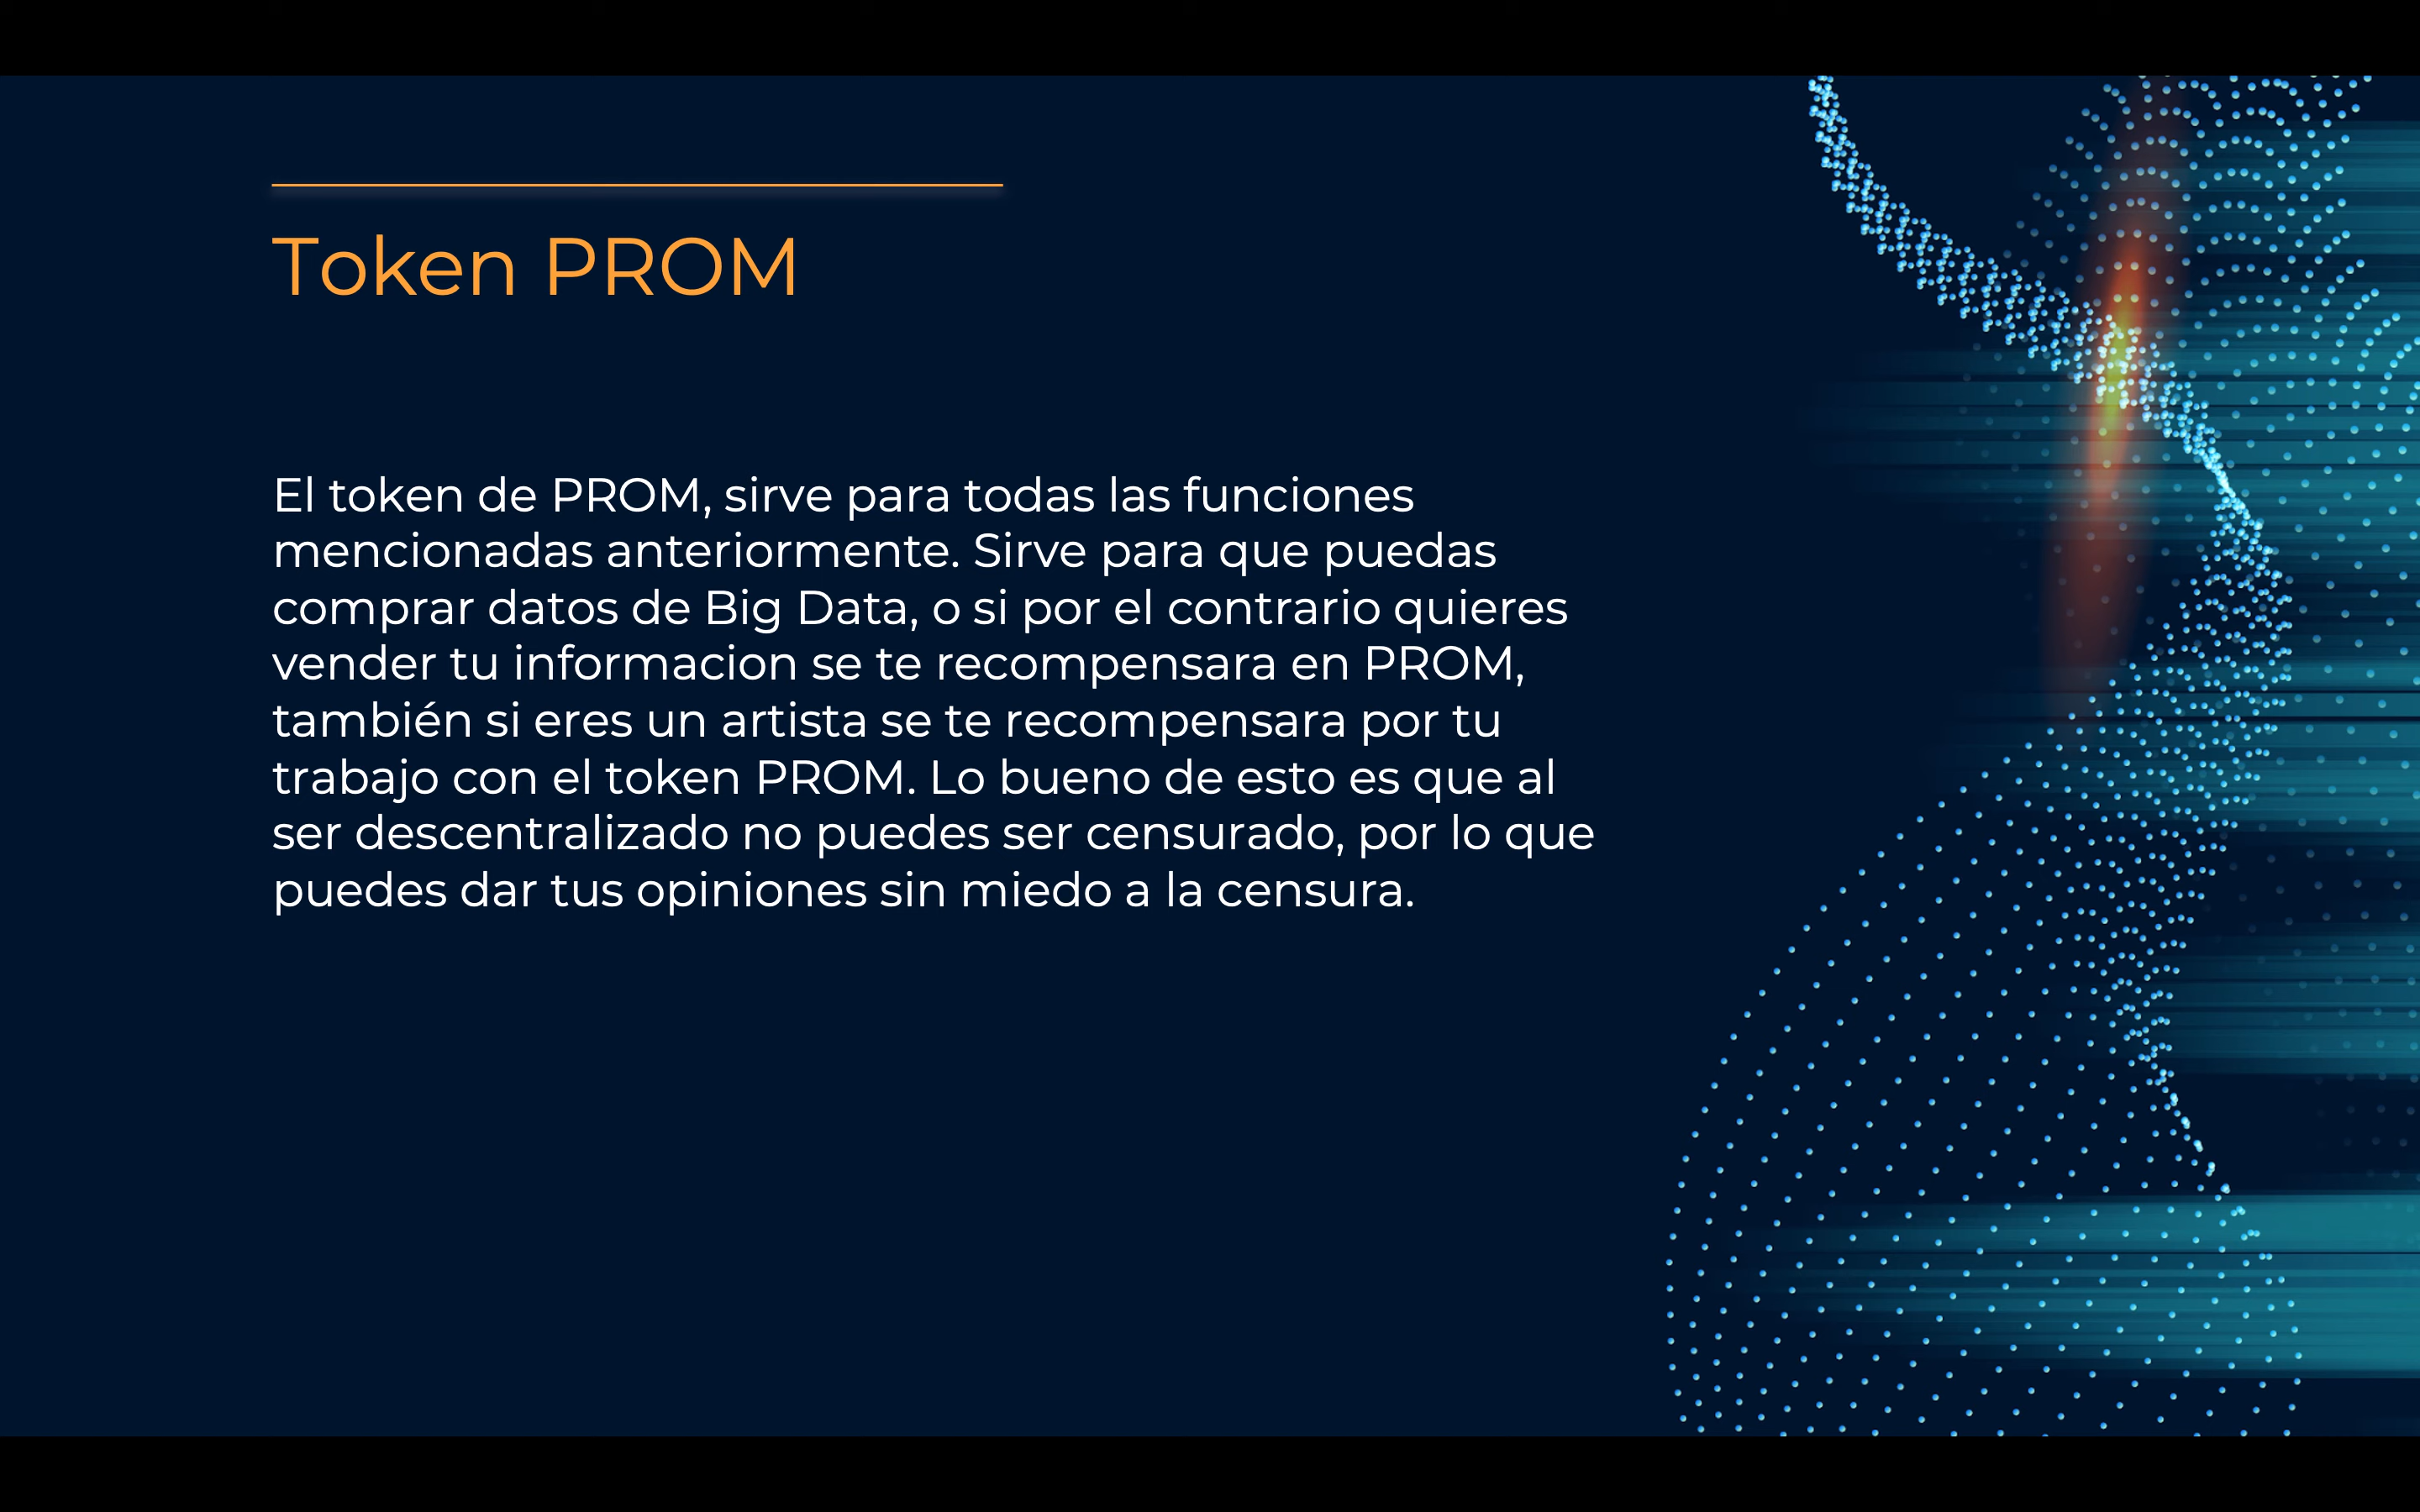 Token PROM
El token de PROM, sirve para todas las funciones
mencionadas anteriormente. Sirve para que puedas
comprar datos de Big Data, o si por el contrario quieres
vender tu informacion se te recompensara en PROM,
también si eres un artista se te recompensara por tu
trabajo con el token PROM. Lo bueno de esto es que al
ser descentralizado no puedes ser censurado, por lo que
puedes dar tus opiniones sin miedo a la censura.